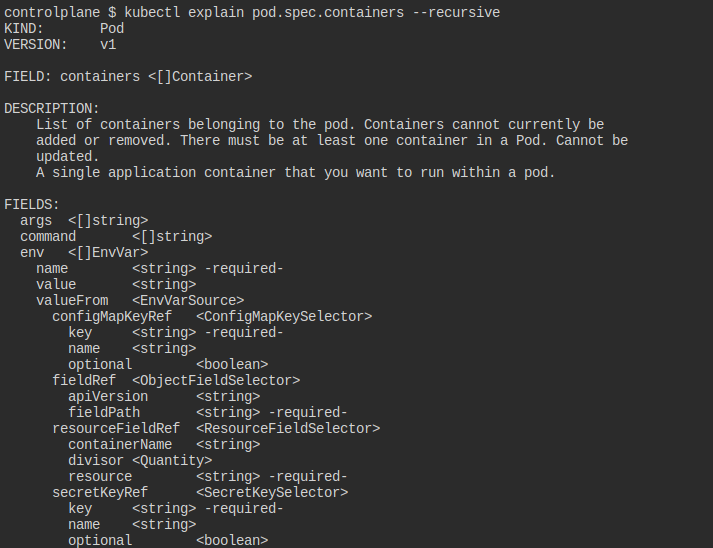 controlplane $ kubectl explain pod.spec.containers --recursive
KIND:       Pod
VERSION:    v1

FIELD: containers <[]Container>

DESCRIPTION:
    List of containers belonging to the pod. Containers cannot currently be
    added or removed. There must be at least one container in a Pod. Cannot be
    updated.
    A single application container that you want to run within a pod.

FIELDS:
  args  <[]string>
  command       <[]string>
  env   <[]EnvVar>
    name        <string> -required-
    value       <string>
    valueFrom   <EnvVarSource>
      configMapKeyRef   <ConfigMapKeySelector>
        key     <string> -required-
        name    <string>
        optional        <boolean>
      fieldRef  <ObjectFieldSelector>
        apiVersion      <string>
        fieldPath       <string> -required-
      resourceFieldRef  <ResourceFieldSelector>
        containerName   <string>
        divisor <Quantity>
        resource        <string> -required-
      secretKeyRef      <SecretKeySelector>
        key     <string> -required-
        name    <string>
        optional        <boolean>